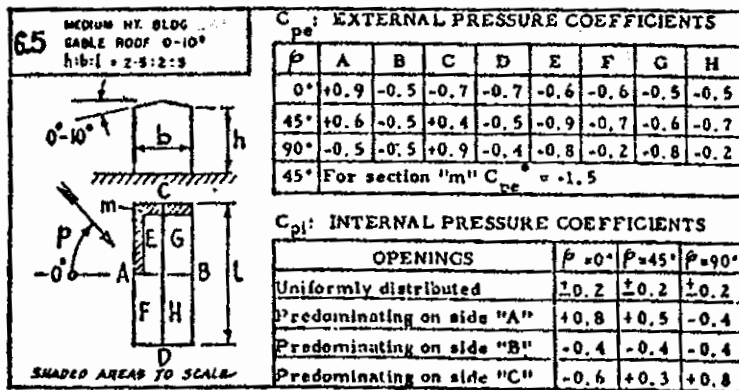 6.5
MEDIUM HT. BLDG
GABLE ROOF 0-10°
h:b:l = 2·5:2:5
0°-10°
b
h
C
m
E G
β
0° A B
l
F H
D
SHADED AREAS TO SCALE
C pe: EXTERNAL PRESSURE COEFFICIENTS
β A B C D E F G H
0° +0.9 -0.5 -0.7 -0.7 -0.6 -0.6 -0.5 -0.5
45° +0.6 -0.5 +0.4 -0.5 -0.9 -0.7 -0.6 -0.7
90° -0.5 -0.5 +0.9 -0.4 -0.8 -0.2 -0.8 -0.2
45° For section "m" C pe* = -1.5
C pi: INTERNAL PRESSURE COEFFICIENTS
OPENINGS β=0° β=45° β=90°
Uniformly distributed ±0.2 ±0.2 ±0.2
Predominating on side "A" +0.8 +0.5 -0.4
Predominating on side "B" -0.4 -0.4 -0.4
Predominating on side "C" -0.6 +0.3 +0.8